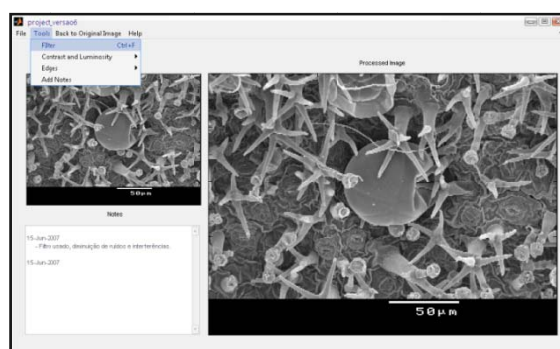 project_versao6
File Tools Back to Original Image Help
Filter Ctrl+F
Contrast and Luminosity
Edges
Add Notes
Processed Image
50µm
50µm
Notes
15-Jun-2007
- Filtro usado, diminuição de ruídos e interferências.
15-Jun-2007